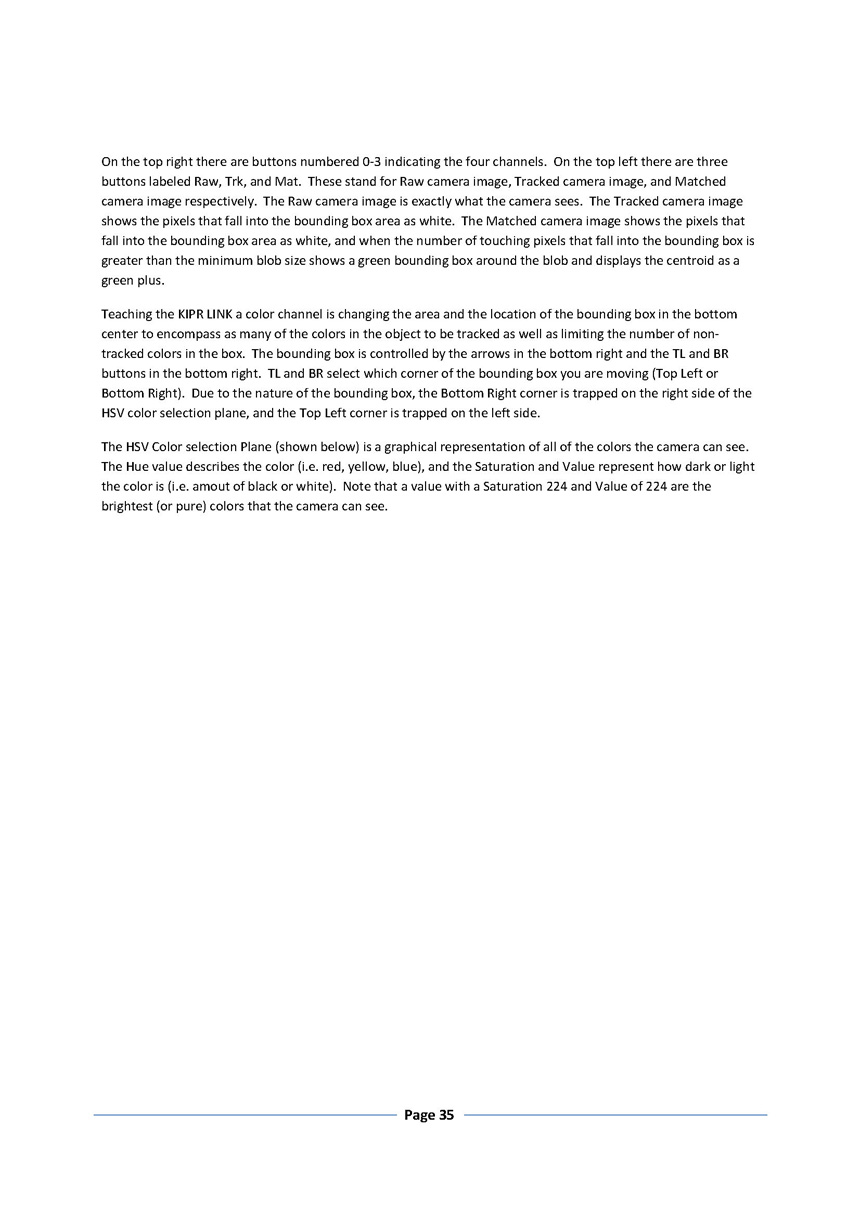 On the top right there are buttons numbered 0-3 indicating the four channels.  On the top left there are three
buttons labeled Raw, Trk, and Mat.  These stand for Raw camera image, Tracked camera image, and Matched
camera image respectively.  The Raw camera image is exactly what the camera sees.  The Tracked camera image
shows the pixels that fall into the bounding box area as white.  The Matched camera image shows the pixels that
fall into the bounding box area as white, and when the number of touching pixels that fall into the bounding box is
greater than the minimum blob size shows a green bounding box around the blob and displays the centroid as a
green plus.
Teaching the KIPR LINK a color channel is changing the area and the location of the bounding box in the bottom
center to encompass as many of the colors in the object to be tracked as well as limiting the number of non-
tracked colors in the box.  The bounding box is controlled by the arrows in the bottom right and the TL and BR
buttons in the bottom right.  TL and BR select which corner of the bounding box you are moving (Top Left or
Bottom Right).  Due to the nature of the bounding box, the Bottom Right corner is trapped on the right side of the
HSV color selection plane, and the Top Left corner is trapped on the left side.
The HSV Color selection Plane (shown below) is a graphical representation of all of the colors the camera can see.
The Hue value describes the color (i.e. red, yellow, blue), and the Saturation and Value represent how dark or light
the color is (i.e. amout of black or white).  Note that a value with a Saturation 224 and Value of 224 are the
brightest (or pure) colors that the camera can see.
Page 35